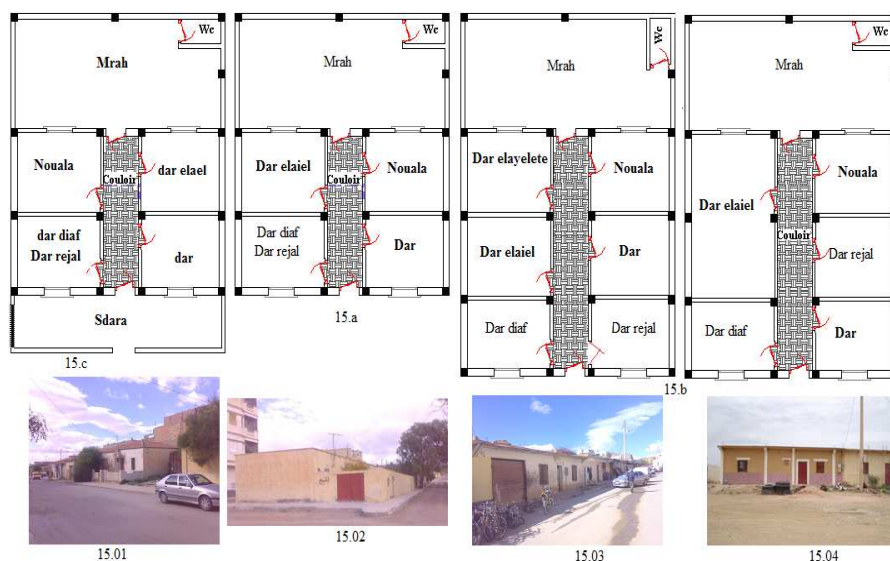 We
Mrah
Nouala
Couloir
dar elael
dar diaf
Dar rejal
dar
Sdara
15.c
We
Mrah
Dar elaiel
Couloir
Nouala
Dar diaf
Dar rejal
Dar
15.a
We
Mrah
Dar elayelete
Nouala
Dar elaiel
Dar
Dar diaf
Dar rejal
15.b
We
Mrah
Dar elaiel
Nouala
Couloir
Dar rejal
Dar diaf
Dar
15.01
15.02
15.03
15.04